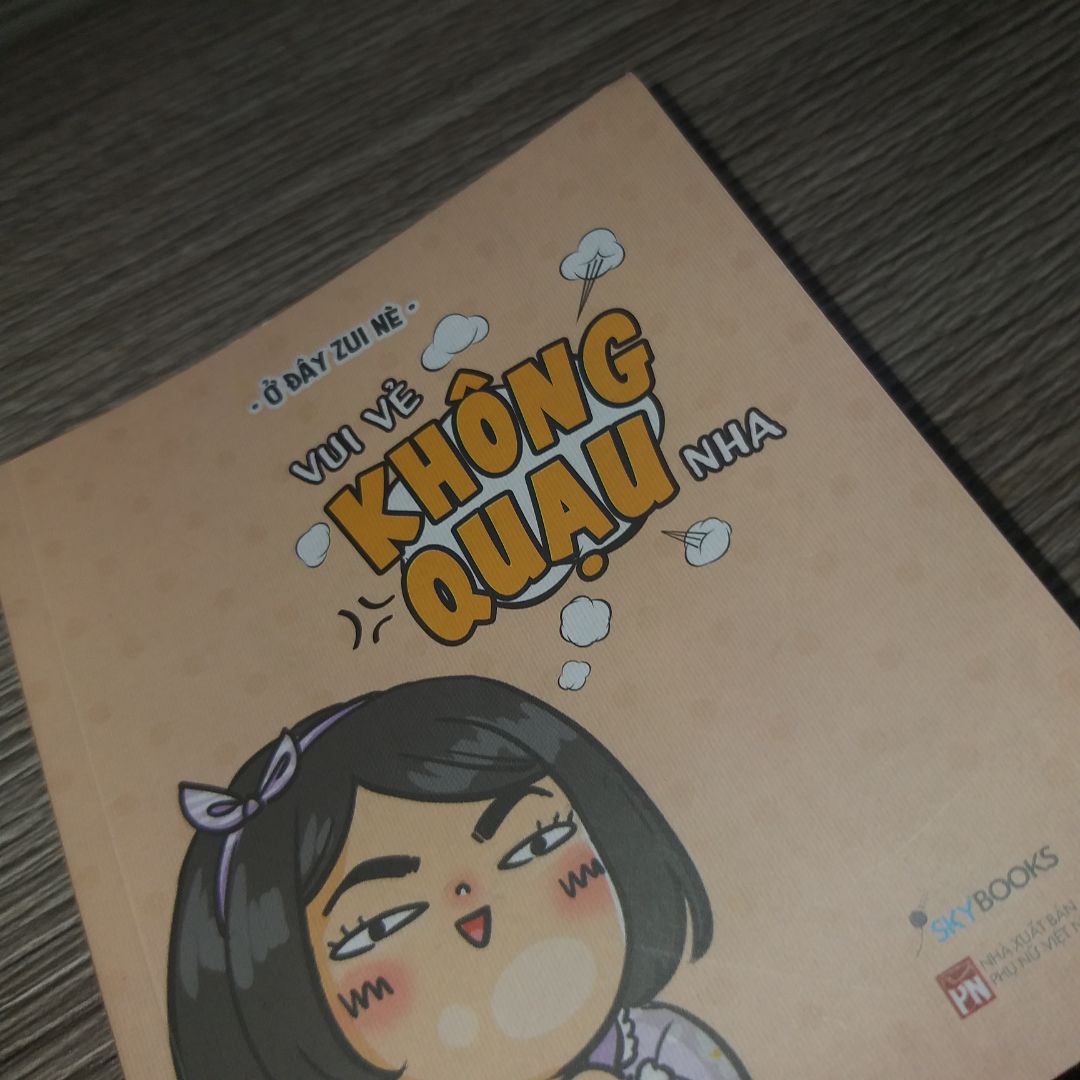 • Ở ĐÂY ZUI NÈ •
VUI VẺ
KHÔNG
QUẠU
NHA
SKYBOOKS
PN
NHÀ XUẤT BẢN
PHỤ NỮ VIỆT